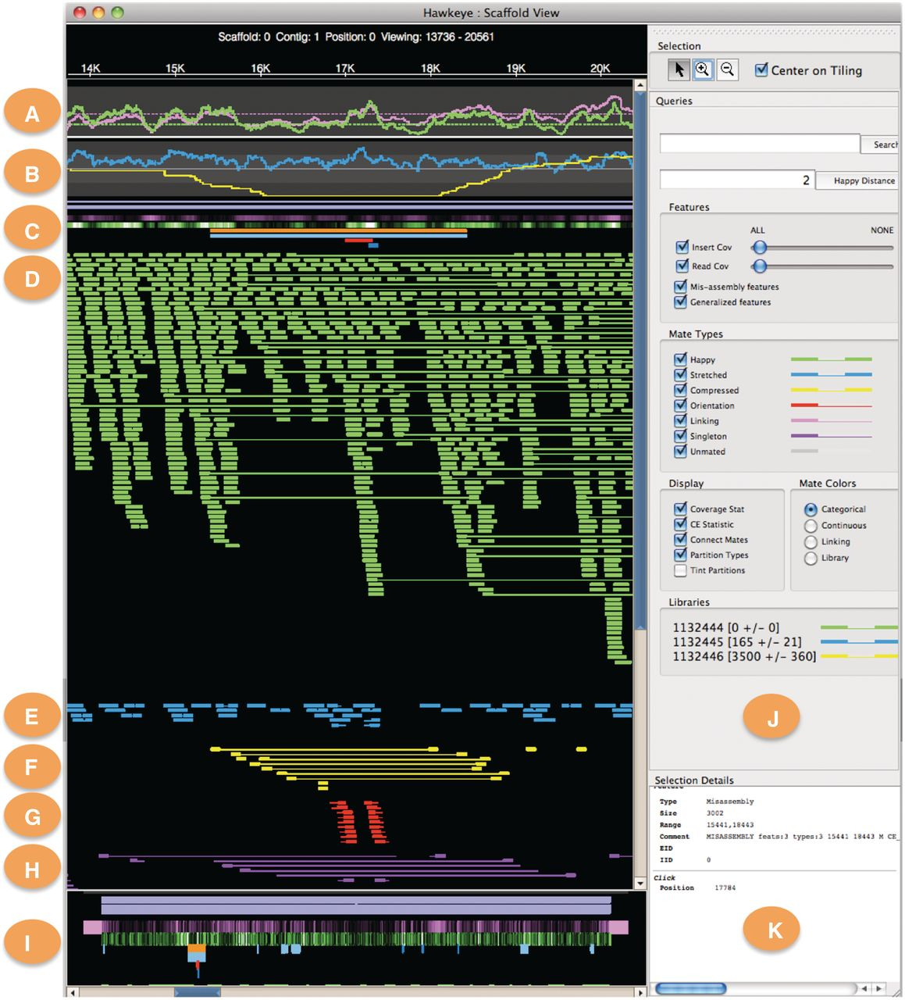 Hawkeye : Scaffold View
Scaffold: 0 Contig: 1 Position: 0 Viewing: 13736 - 20561
14K 15K 16K 17K 18K 19K 20K
A
B
C
D
E
F
G
H
I
Selection
Center on Tiling
Queries
Search
2 Happy Distance
Features
ALL NONE
Insert Cov
Read Cov
Mis-assembly features
Generalized features
Mate Types
Happy
Stretched
Compressed
Orientation
Linking
Singleton
Unmated
Display
Coverage Stat
CE Statistic
Connect Mates
Partition Types
Tint Partitions
Mate Colors
Categorical
Continuous
Linking
Library
Libraries
1132444 [0 +/- 0]
1132445 [165 +/- 21]
1132446 [3500 +/- 360]
J
Selection Details
Feature
Type Misassembly
Size 3002
Range 15441,18443
Comment MISASSEMBLY feats:3 types:3 15441 18443 M CE_
EID
IID 0
Click
Position 17784
K